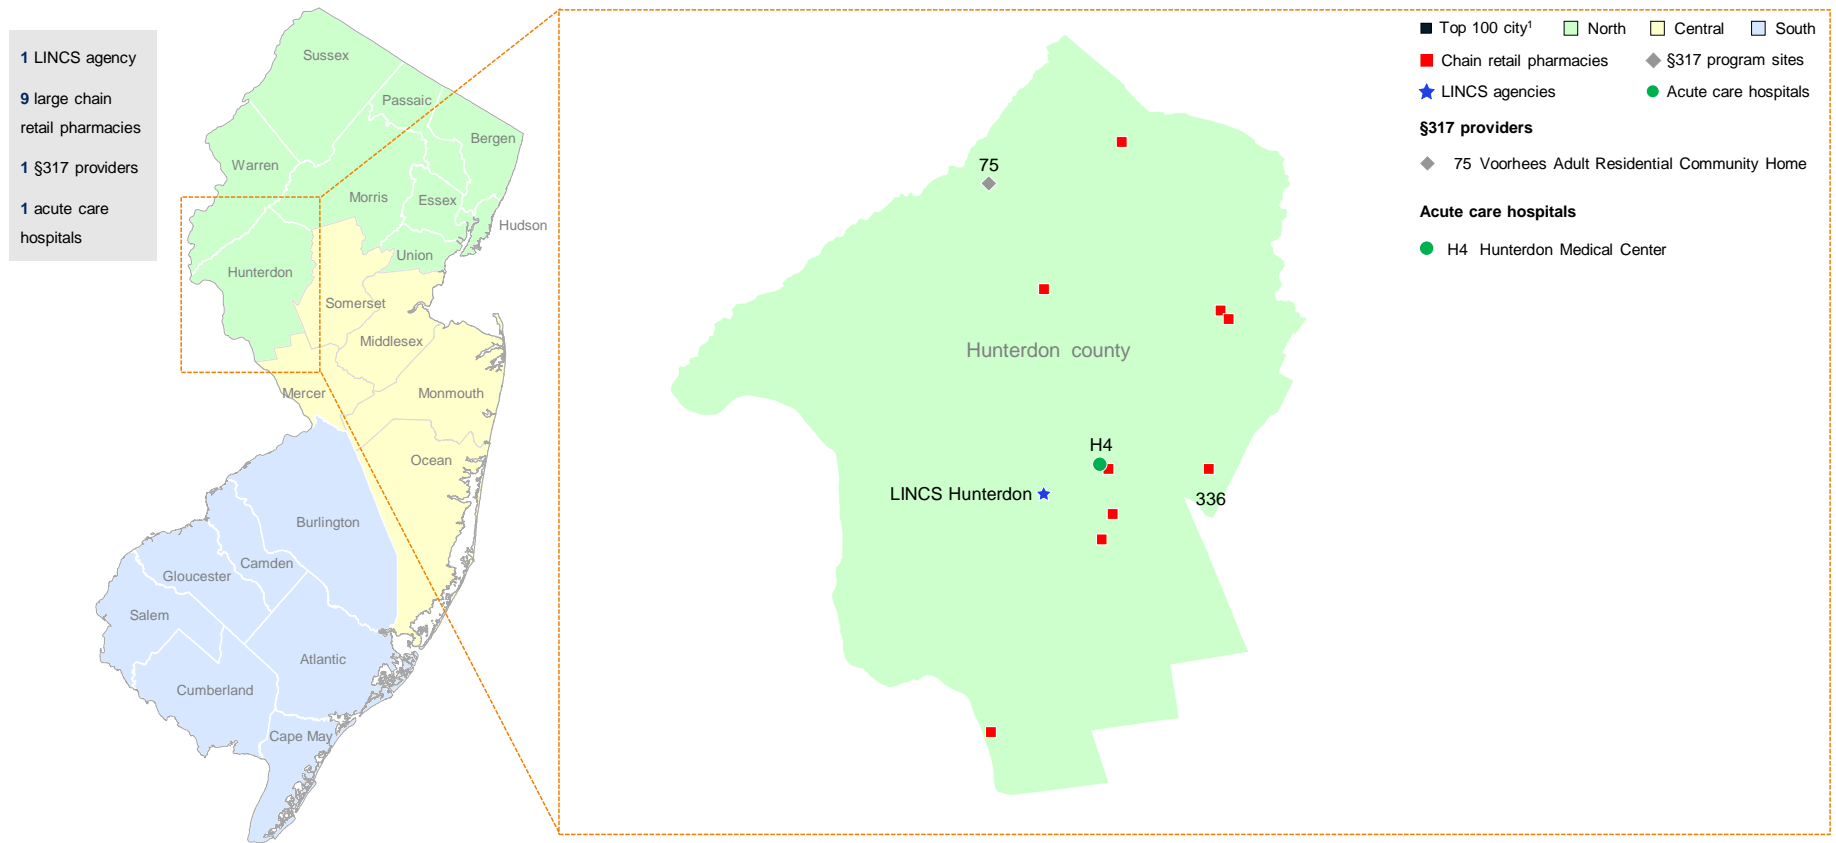 1 LINCS agency
9 large chain
retail pharmacies
1 §317 providers
1 acute care
hospitals
Sussex
Passaic
Bergen
Warren
Morris
Essex
Hudson
Union
Hunterdon
Somerset
Middlesex
Mercer
Monmouth
Ocean
Burlington
Camden
Gloucester
Salem
Atlantic
Cumberland
Cape May
75
Hunterdon county
H4
LINCS Hunterdon
336
Top 100 city¹
North
Central
South
Chain retail pharmacies
§317 program sites
LINCS agencies
Acute care hospitals
§317 providers
75 Voorhees Adult Residential Community Home
Acute care hospitals
H4 Hunterdon Medical Center